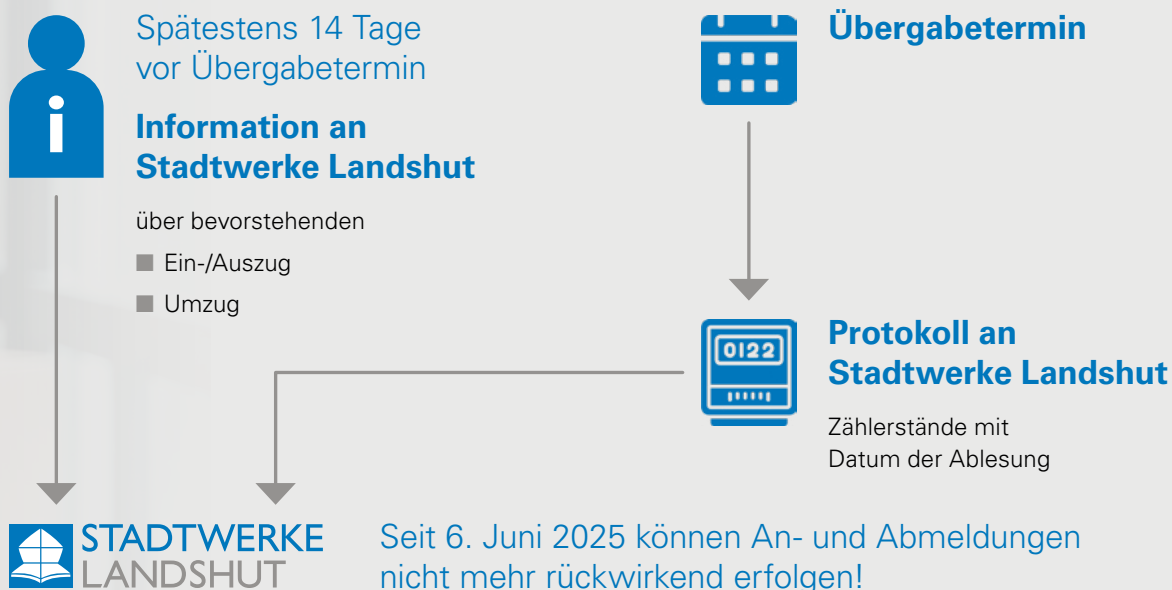 Spätestens 14 Tage
vor Übergabetermin
Information an
Stadtwerke Landshut
über bevorstehenden
Ein-/Auszug
Umzug
Übergabetermin
0122
Protokoll an
Stadtwerke Landshut
Zählerstände mit
Datum der Ablesung
STADTWERKE
LANDSHUT
Seit 6. Juni 2025 können An- und Abmeldungen
nicht mehr rückwirkend erfolgen!